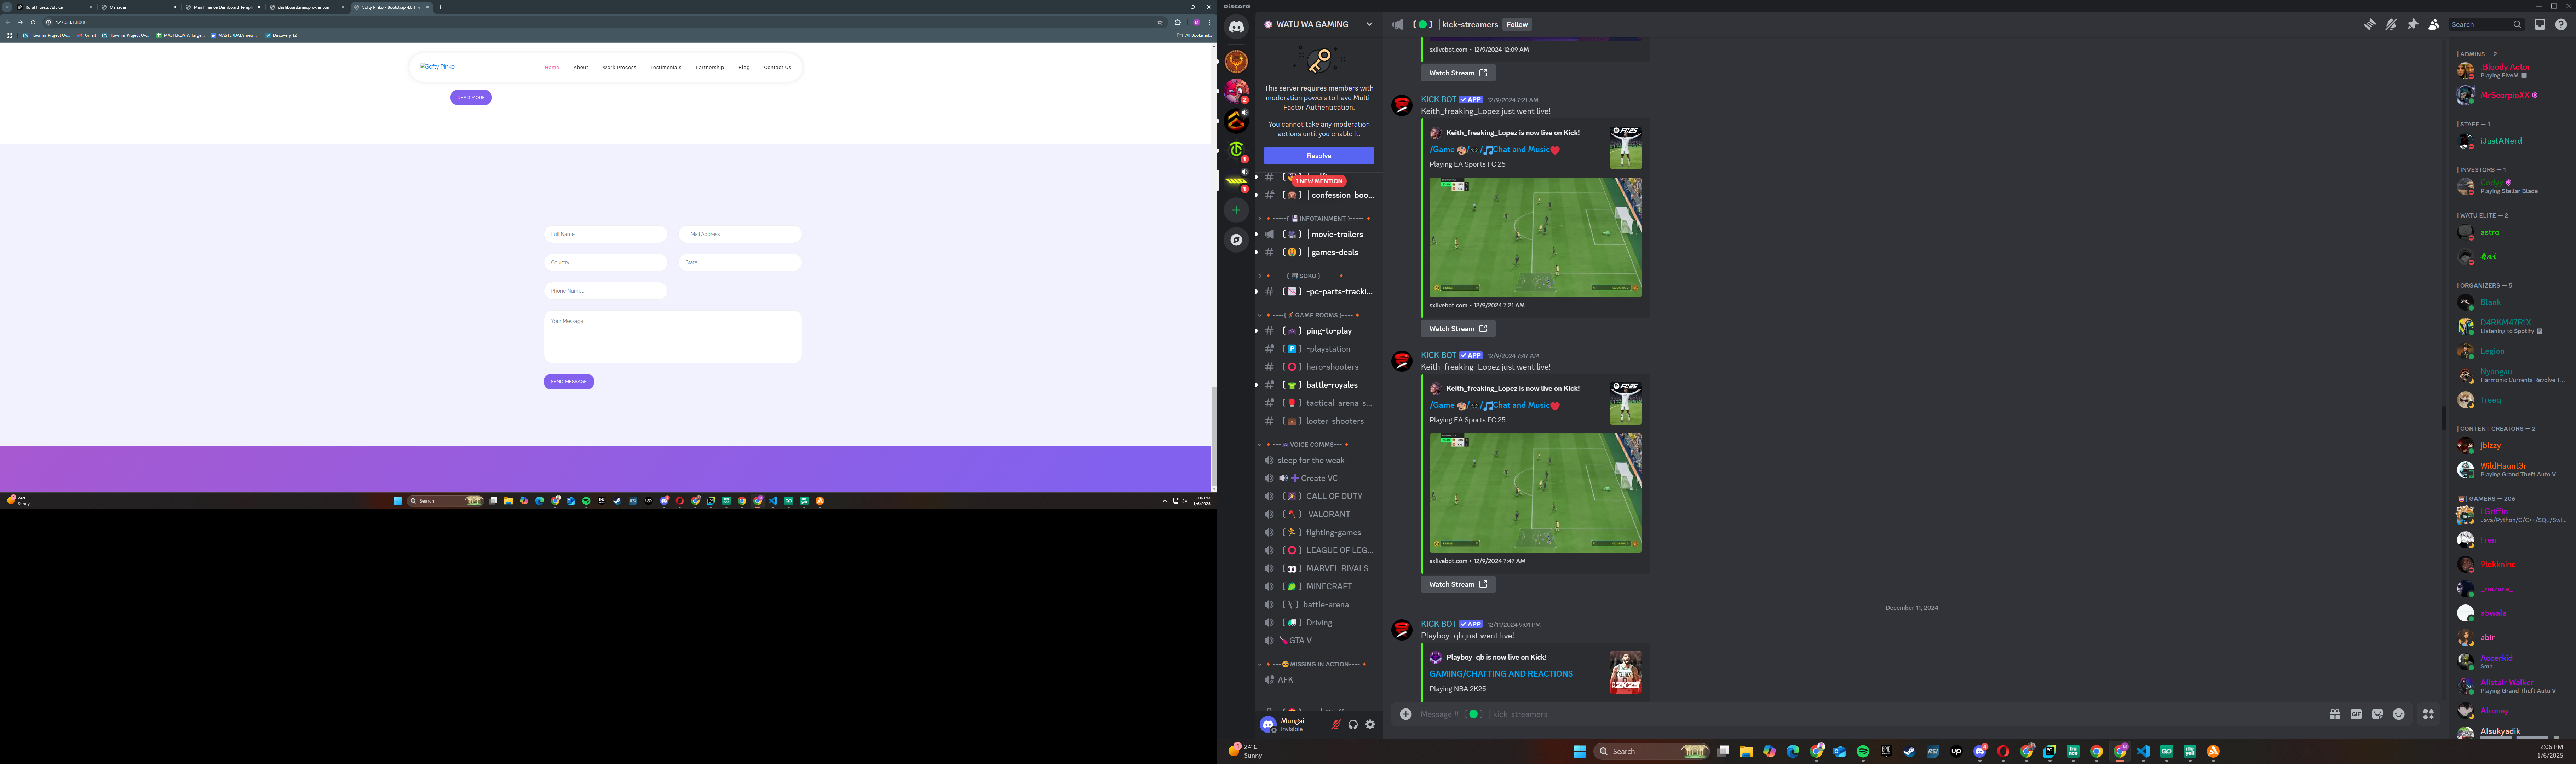 Rural Fitness Advice
Manager
Mini Finance Dashboard Templ
dashboard.marqmaxies.com
Softy Pinko - Bootstrap 4.0 The
127.0.0.1:8000
Gmail
MASTERDATA_Targe...
MASTERDATA_new...
Discovery 12
All Bookmarks
Softy Pinko
Home
About
Work Process
Testimonials
Partnership
Blog
Contact Us
READ MORE
Full Name
E-Mail Address
Country
State
Phone Number
Your Message
SEND MESSAGE
24°C
Sunny
Search
2:06 PM
1/6/2025
Discord
WATU WA GAMING
This server requires members with
moderation powers to have Multi-
Factor Authentication.
You cannot take any moderation
actions until you enable it.
Resolve
1 NEW MENTION
confession-boo...
INFOTAINMENT
movie-trailers
games-deals
SOKO
-pc-parts-tracki...
GAME ROOMS
ping-to-play
-playstation
hero-shooters
battle-royales
tactical-arena-s...
looter-shooters
VOICE COMMS
sleep for the weak
Create VC
CALL OF DUTY
VALORANT
fighting-games
LEAGUE OF LEG...
MARVEL RIVALS
MINECRAFT
battle-arena
Driving
GTA V
MISSING IN ACTION
AFK
Mungai
Invisible
kick-streamers
Follow
Search
sxlivebot.com • 12/9/2024 12:09 AM
Watch Stream
KICK BOT APP 12/9/2024 7:21 AM
Keith_freaking_Lopez just went live!
Keith_freaking_Lopez is now live on Kick!
/Game / /Chat and Music
Playing EA Sports FC 25
FC25
sxlivebot.com • 12/9/2024 7:21 AM
Watch Stream
KICK BOT APP 12/9/2024 7:47 AM
Keith_freaking_Lopez just went live!
Keith_freaking_Lopez is now live on Kick!
/Game / /Chat and Music
Playing EA Sports FC 25
FC25
sxlivebot.com • 12/9/2024 7:47 AM
Watch Stream
December 11, 2024
KICK BOT APP 12/11/2024 9:01 PM
Playboy_qb just went live!
Playboy_qb is now live on Kick!
GAMING/CHATTING AND REACTIONS
Playing NBA 2K25
2K25
Message # kick-streamers
GIF
| ADMINS — 2
.Bloody Actor
Playing FiveM
MrScorpioXX
| STAFF — 1
iJustANerd
| INVESTORS — 1
Codyy
Playing Stellar Blade
| WATU ELITE — 2
astro
| ORGANIZERS — 5
Blank
D4RKM47R1X
Listening to Spotify
Legion
Nyangau
Harmonic Currents Revolve T...
Treeq
| CONTENT CREATORS — 2
jbizzy
WildHaunt3r
Playing Grand Theft Auto V
| GAMERS — 206
! Griffin
Java/Python/C/C++/SQL/Swi...
! ren
9lukknine
_nazara_
a5wala
abir
Accerkid
Smh....
Alistair Walker
Playing Grand Theft Auto V
Alronay
Alsukyadik
24°C
Sunny
Search
2:06 PM
1/6/2025